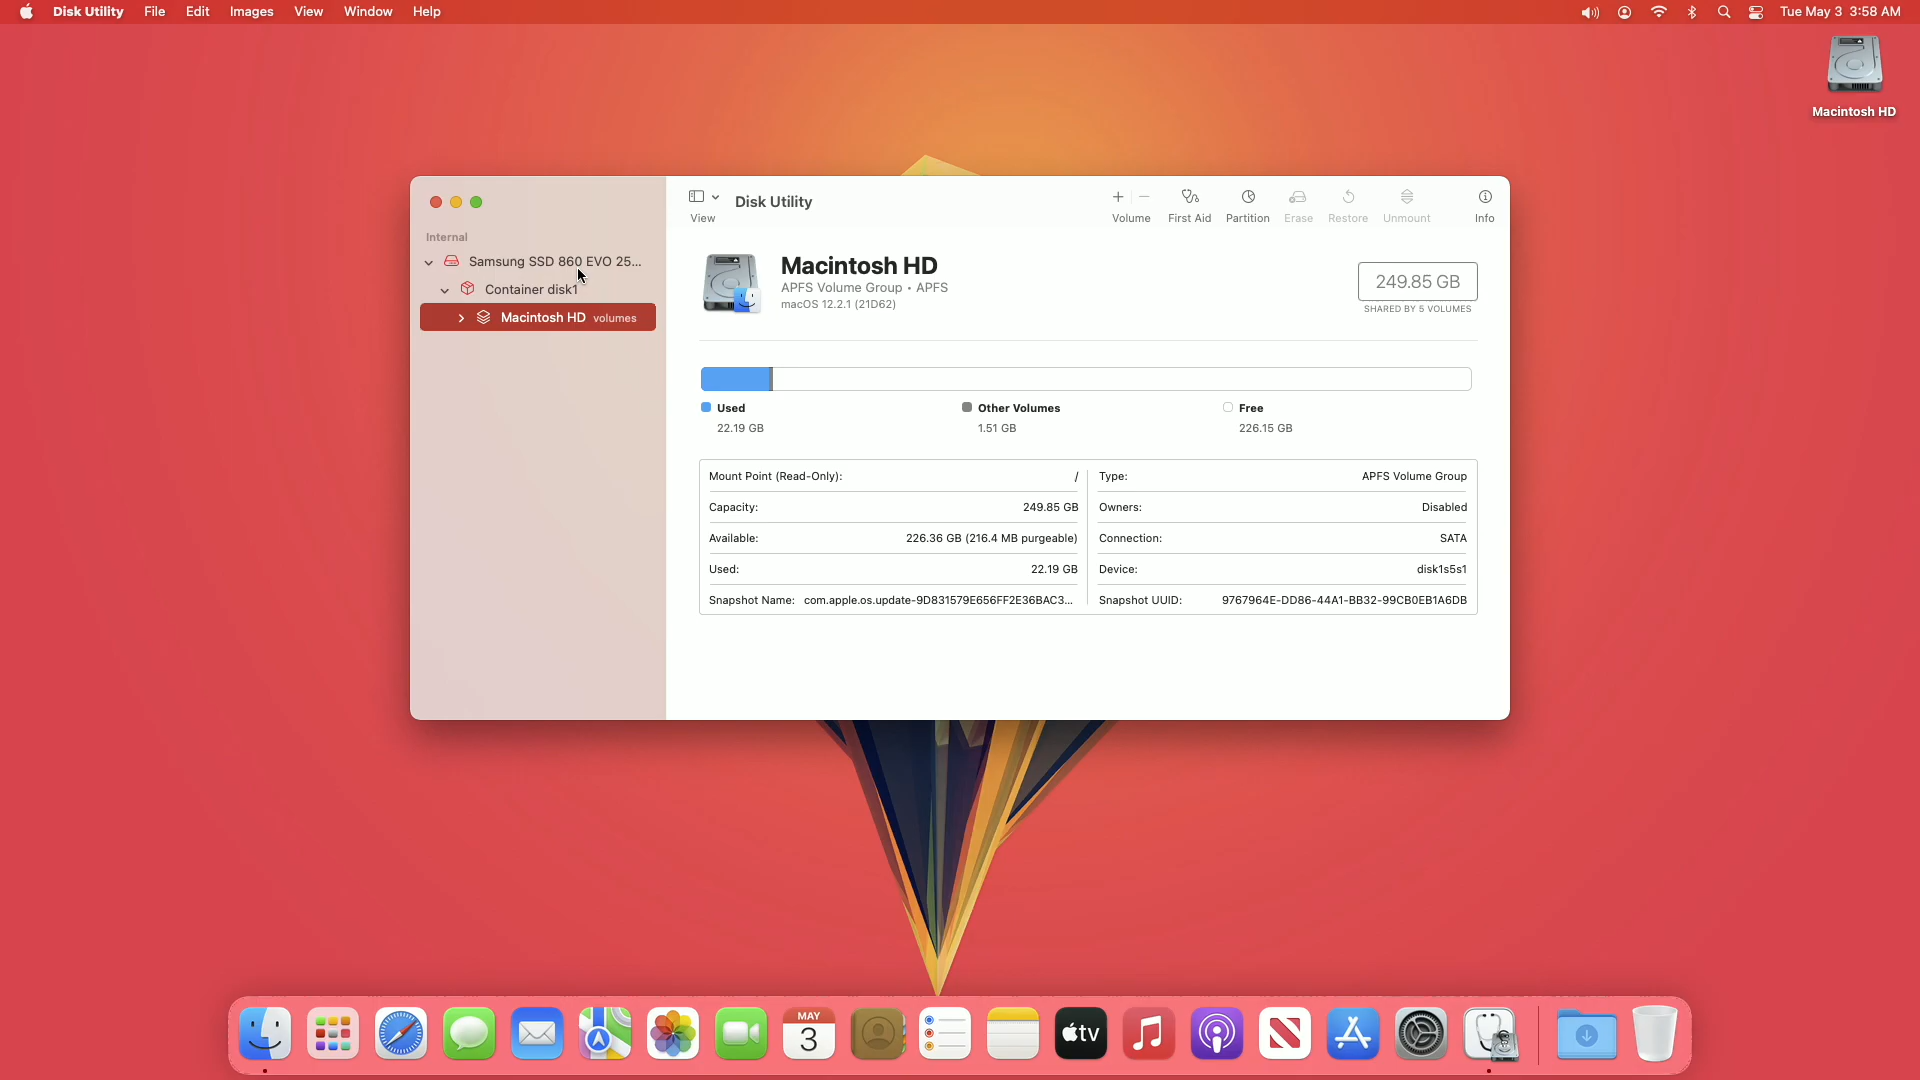 Disk Utility File Edit Images View Window Help Tue May 3 3:58 AM
Macintosh HD
Disk Utility
View
Volume First Aid Partition Erase Restore Unmount Info
Internal
Samsung SSD 860 EVO 25...
Container disk1
Macintosh HD volumes
Macintosh HD
APFS Volume Group • APFS
macOS 12.2.1 (21D62)
249.85 GB
SHARED BY 5 VOLUMES
Used Other Volumes Free
22.19 GB 1.51 GB 226.15 GB
Mount Point (Read-Only): / Type: APFS Volume Group
Capacity: 249.85 GB Owners: Disabled
Available: 226.36 GB (216.4 MB purgeable) Connection: SATA
Used: 22.19 GB Device: disk1s5s1
Snapshot Name: com.apple.os.update-9D831579E656FF2E36BAC3... Snapshot UUID: 9767964E-DD86-44A1-BB32-99CB0EB1A6DB
MAY
3
tv